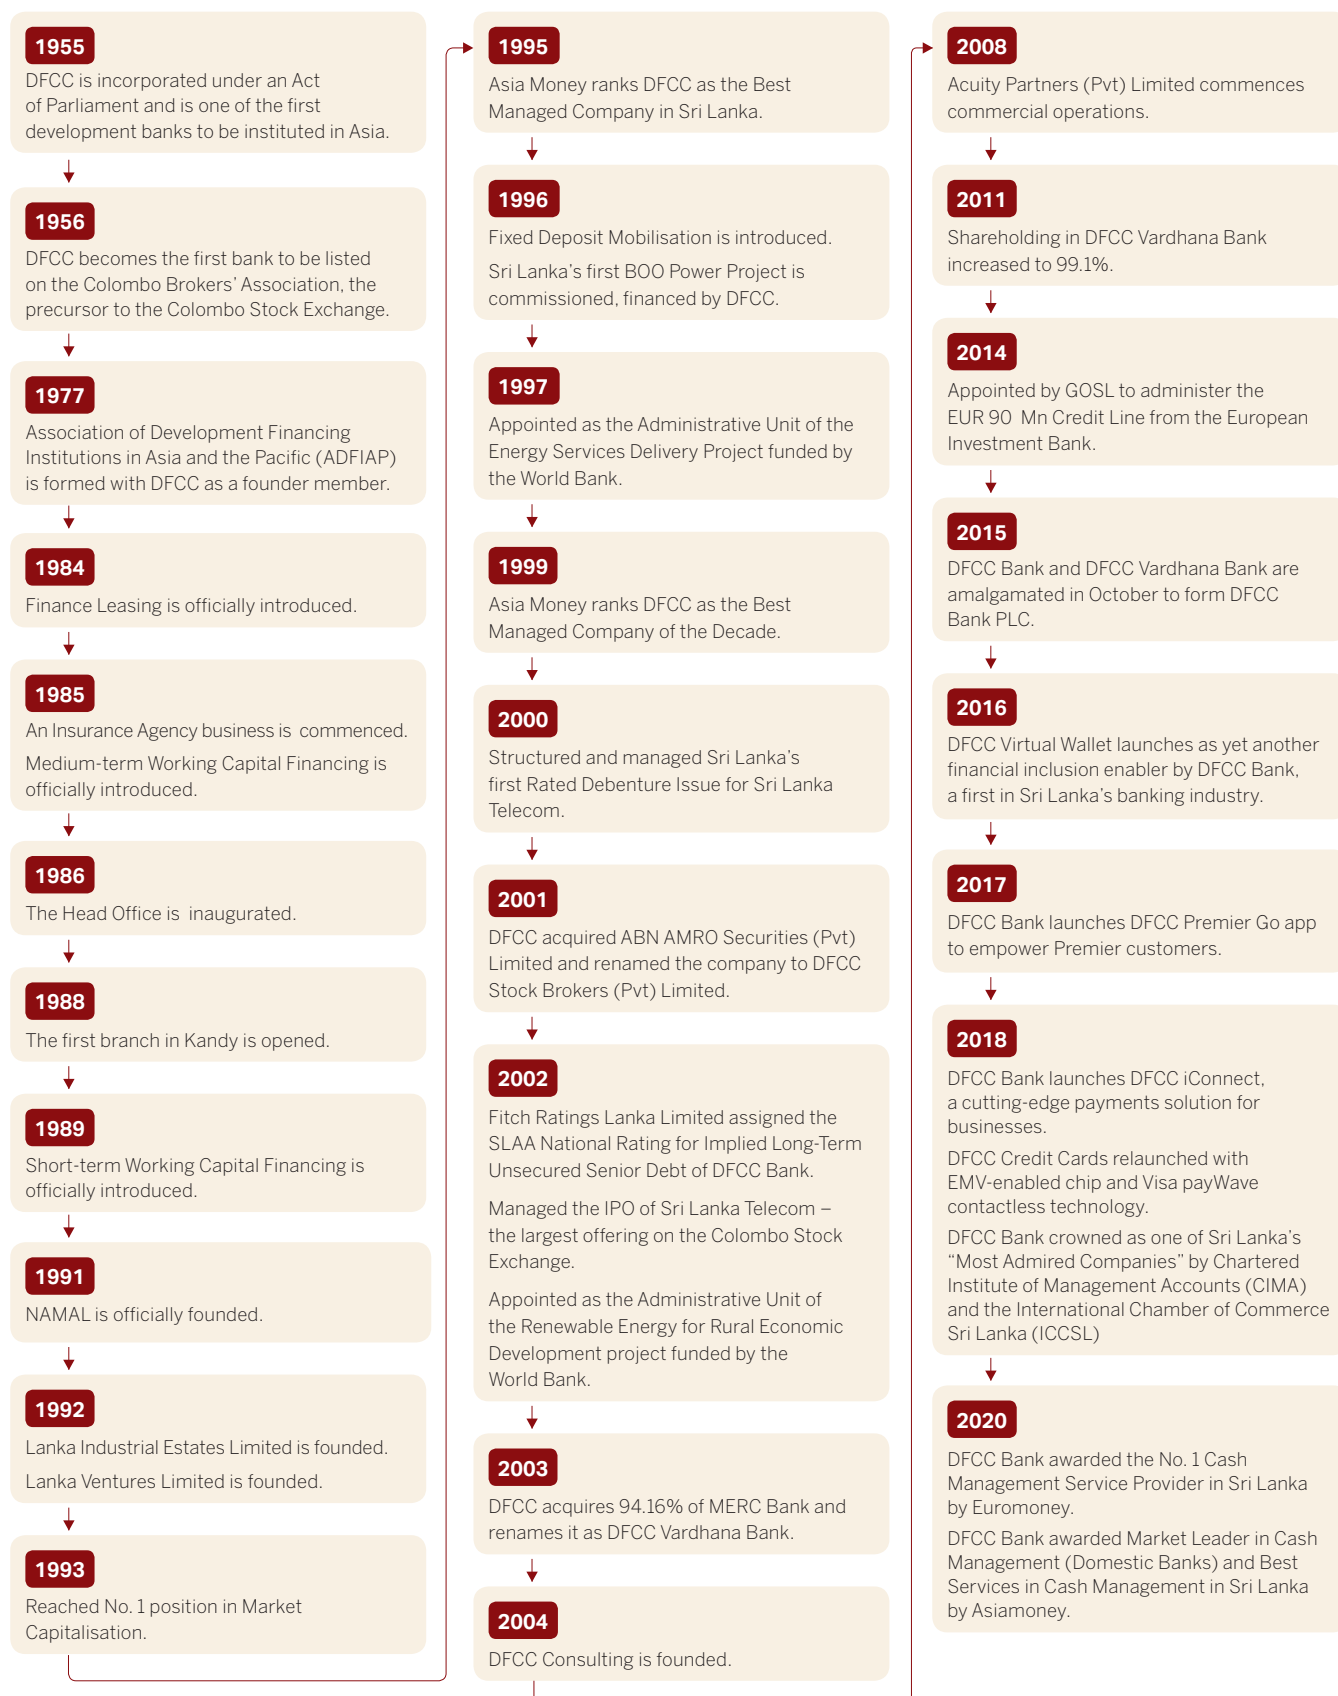 1955
DFCC is incorporated under an Act
of Parliament and is one of the first
development banks to be instituted in Asia.
1956
DFCC becomes the first bank to be listed
on the Colombo Brokers’ Association, the
precursor to the Colombo Stock Exchange.
1977
Association of Development Financing
Institutions in Asia and the Pacific (ADFIAP)
is formed with DFCC as a founder member.
1984
Finance Leasing is officially introduced.
1985
An Insurance Agency business is commenced.
Medium-term Working Capital Financing is
officially introduced.
1986
The Head Office is inaugurated.
1988
The first branch in Kandy is opened.
1989
Short-term Working Capital Financing is
officially introduced.
1991
NAMAL is officially founded.
1992
Lanka Industrial Estates Limited is founded.
Lanka Ventures Limited is founded.
1993
Reached No. 1 position in Market
Capitalisation.
1995
Asia Money ranks DFCC as the Best
Managed Company in Sri Lanka.
1996
Fixed Deposit Mobilisation is introduced.
Sri Lanka’s first BOO Power Project is
commissioned, financed by DFCC.
1997
Appointed as the Administrative Unit of the
Energy Services Delivery Project funded by
the World Bank.
1999
Asia Money ranks DFCC as the Best
Managed Company of the Decade.
2000
Structured and managed Sri Lanka’s
first Rated Debenture Issue for Sri Lanka
Telecom.
2001
DFCC acquired ABN AMRO Securities (Pvt)
Limited and renamed the company to DFCC
Stock Brokers (Pvt) Limited.
2002
Fitch Ratings Lanka Limited assigned the
SLAA National Rating for Implied Long-Term
Unsecured Senior Debt of DFCC Bank.
Managed the IPO of Sri Lanka Telecom –
the largest offering on the Colombo Stock
Exchange.
Appointed as the Administrative Unit of
the Renewable Energy for Rural Economic
Development project funded by the
World Bank.
2003
DFCC acquires 94.16% of MERC Bank and
renames it as DFCC Vardhana Bank.
2004
DFCC Consulting is founded.
2008
Acuity Partners (Pvt) Limited commences
commercial operations.
2011
Shareholding in DFCC Vardhana Bank
increased to 99.1%.
2014
Appointed by GOSL to administer the
EUR 90 Mn Credit Line from the European
Investment Bank.
2015
DFCC Bank and DFCC Vardhana Bank are
amalgamated in October to form DFCC
Bank PLC.
2016
DFCC Virtual Wallet launches as yet another
financial inclusion enabler by DFCC Bank,
a first in Sri Lanka’s banking industry.
2017
DFCC Bank launches DFCC Premier Go app
to empower Premier customers.
2018
DFCC Bank launches DFCC iConnect,
a cutting-edge payments solution for
businesses.
DFCC Credit Cards relaunched with
EMV-enabled chip and Visa payWave
contactless technology.
DFCC Bank crowned as one of Sri Lanka’s
“Most Admired Companies” by Chartered
Institute of Management Accounts (CIMA)
and the International Chamber of Commerce
Sri Lanka (ICCSL)
2020
DFCC Bank awarded the No. 1 Cash
Management Service Provider in Sri Lanka
by Euromoney.
DFCC Bank awarded Market Leader in Cash
Management (Domestic Banks) and Best
Services in Cash Management in Sri Lanka
by Asiamoney.